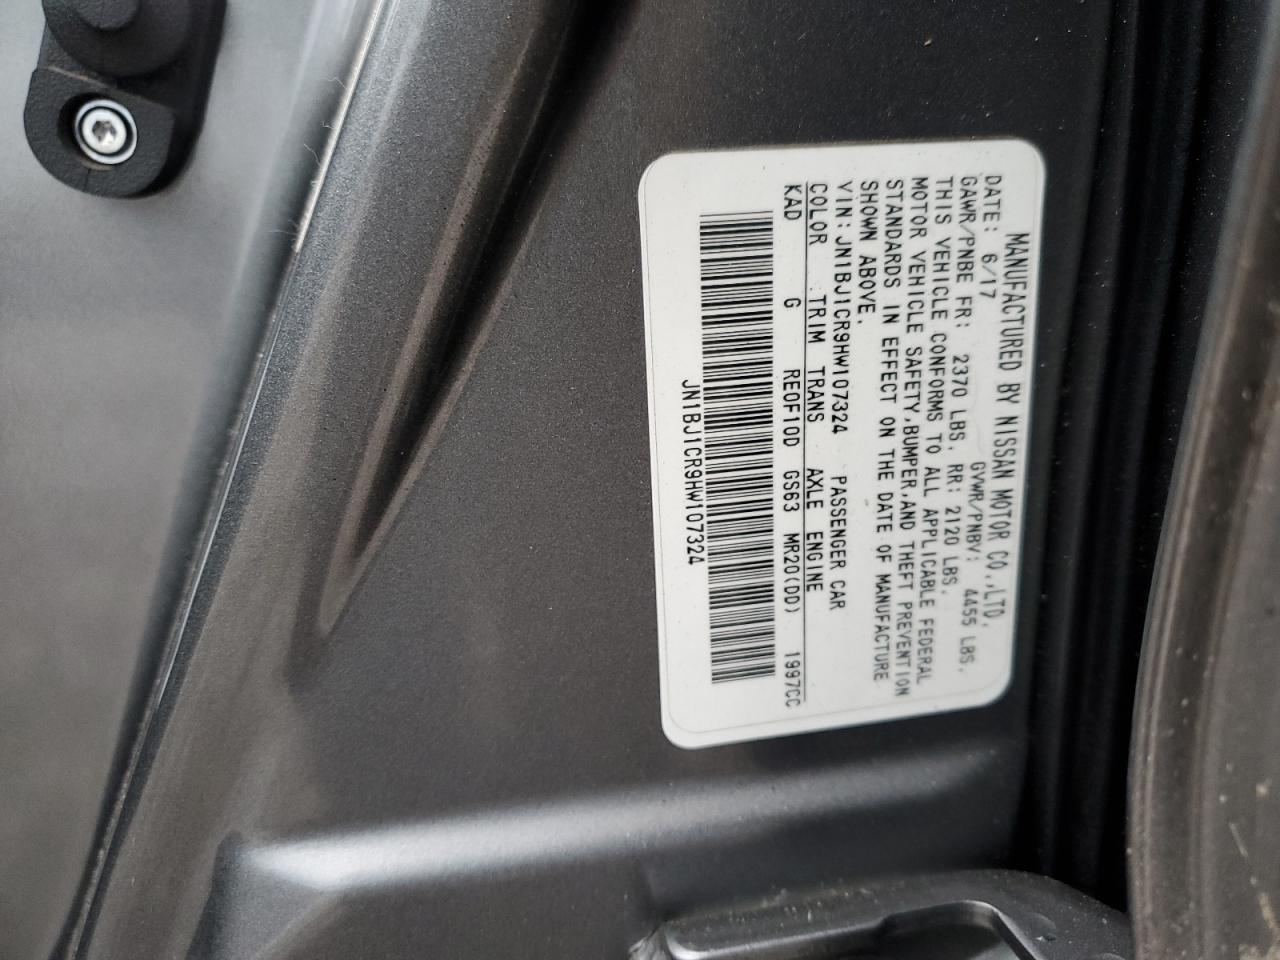 MANUFACTURED BY NISSAN MOTOR CO.,LTD.
DATE: 6/17 GVWR/PNBV: 4455 LBS.
GAWR/PNBE FR: 2370 LBS. RR: 2120 LBS.
THIS VEHICLE CONFORMS TO ALL APPLICABLE FEDERAL
MOTOR VEHICLE SAFETY,BUMPER,AND THEFT PREVENTION
STANDARDS IN EFFECT ON THE DATE OF MANUFACTURE
SHOWN ABOVE.
VIN:JN1BJ1CR9HW107324 PASSENGER CAR
COLOR TRIM TRANS AXLE ENGINE
KAD G RE0F10D GS63 MR20(DD) 1997CC
JN1BJ1CR9HW107324